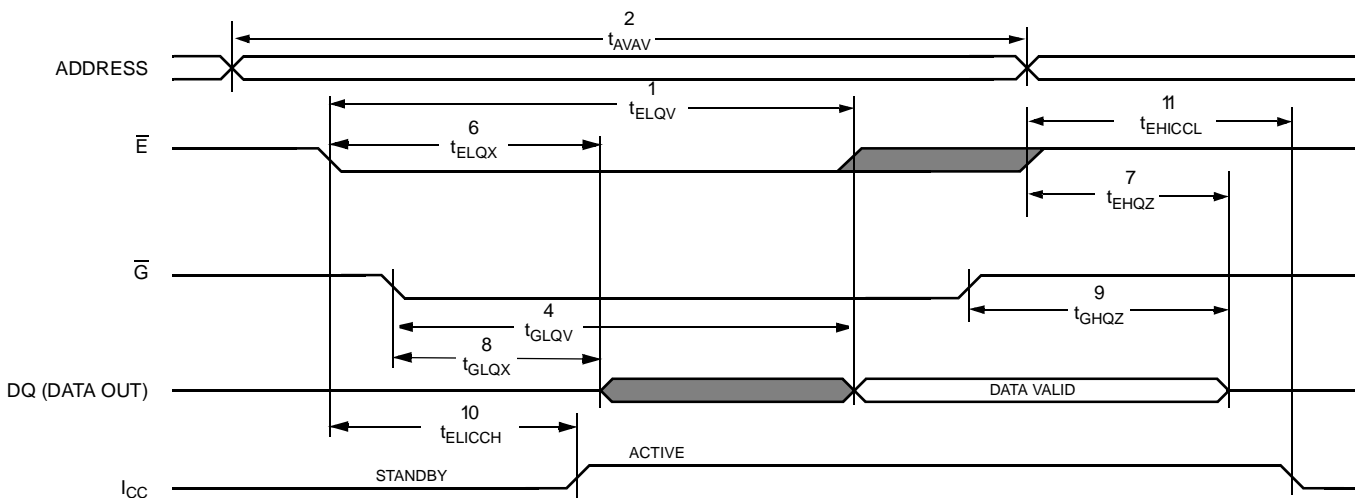 2
tAVAV
ADDRESS
1
tELQV
11
tEHICCL
6
tELQX
E̅
7
tEHQZ
G̅
9
tGHQZ
4
tGLQV
8
tGLQX
DQ (DATA OUT)
DATA VALID
10
tELICCH
ACTIVE
STANDBY
ICC